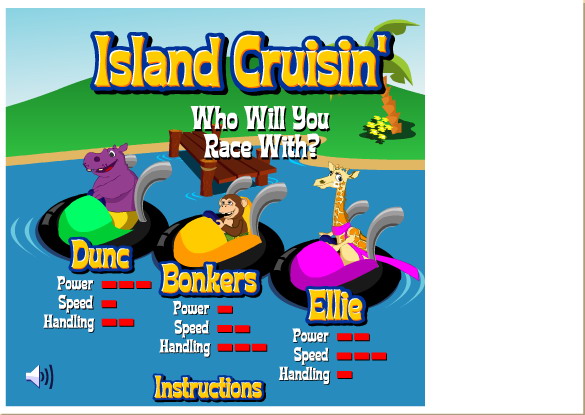 Island Cruisin'
Who Will You
Race With?
Dunc
Power
Speed
Handling
Bonkers
Power
Speed
Handling
Ellie
Power
Speed
Handling
Instructions